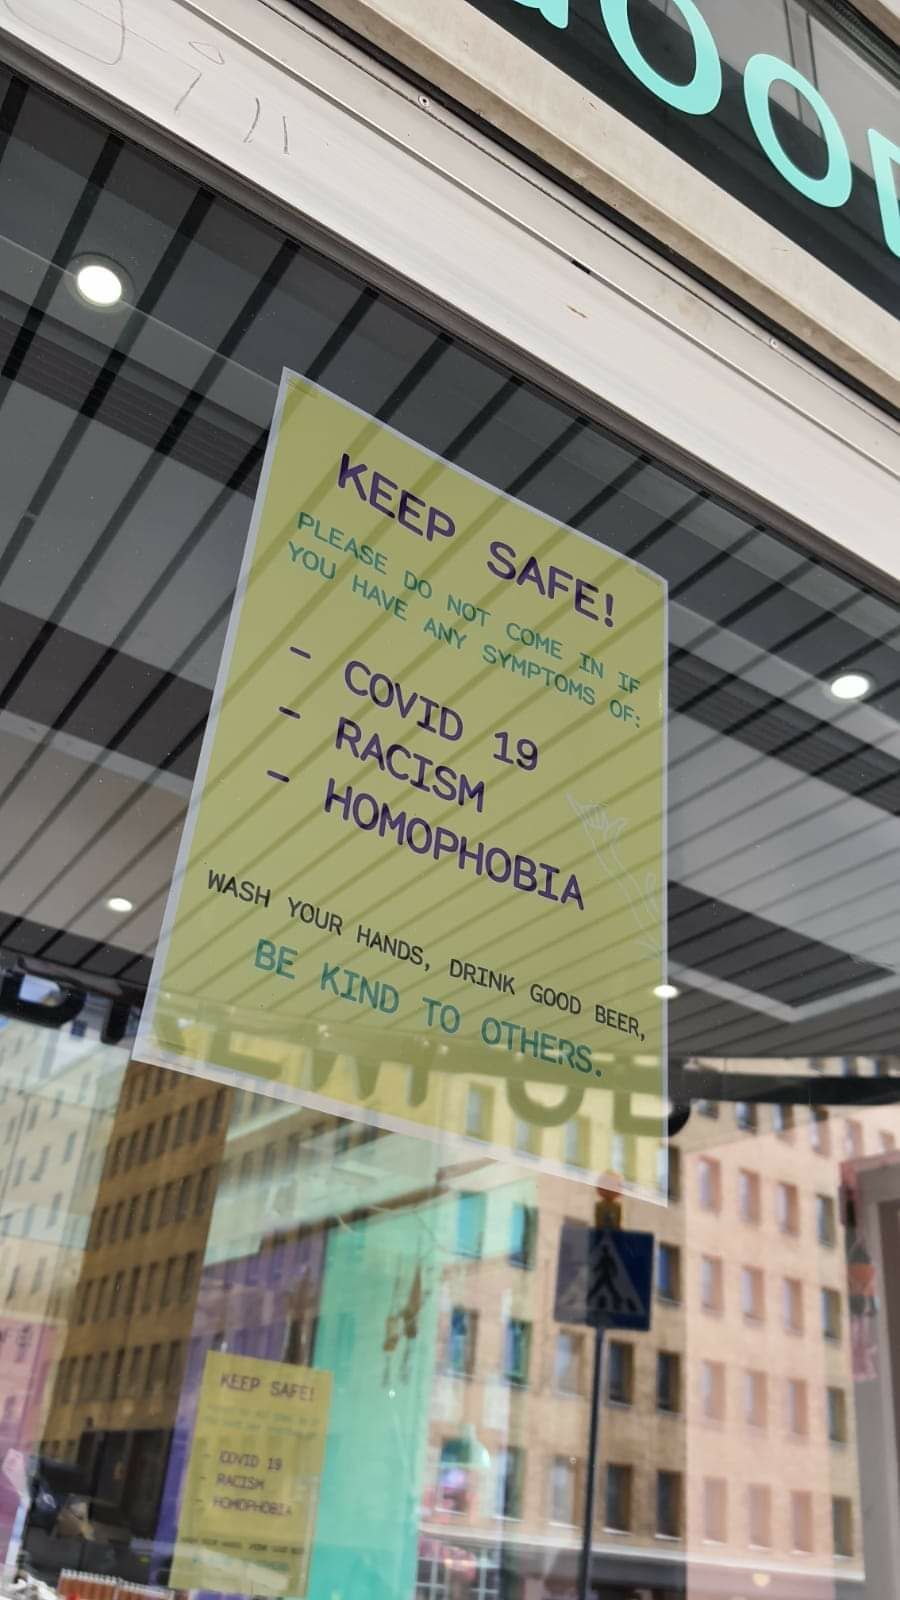 KEEP SAFE!
PLEASE DO NOT COME IN IF
YOU HAVE ANY SYMPTOMS OF:
- COVID 19
- RACISM
- HOMOPHOBIA
WASH YOUR HANDS, DRINK GOOD BEER,
BE KIND TO OTHERS.
KEEP SAFE!
- COVID 19
- RACISM
- HOMOPHOBIA